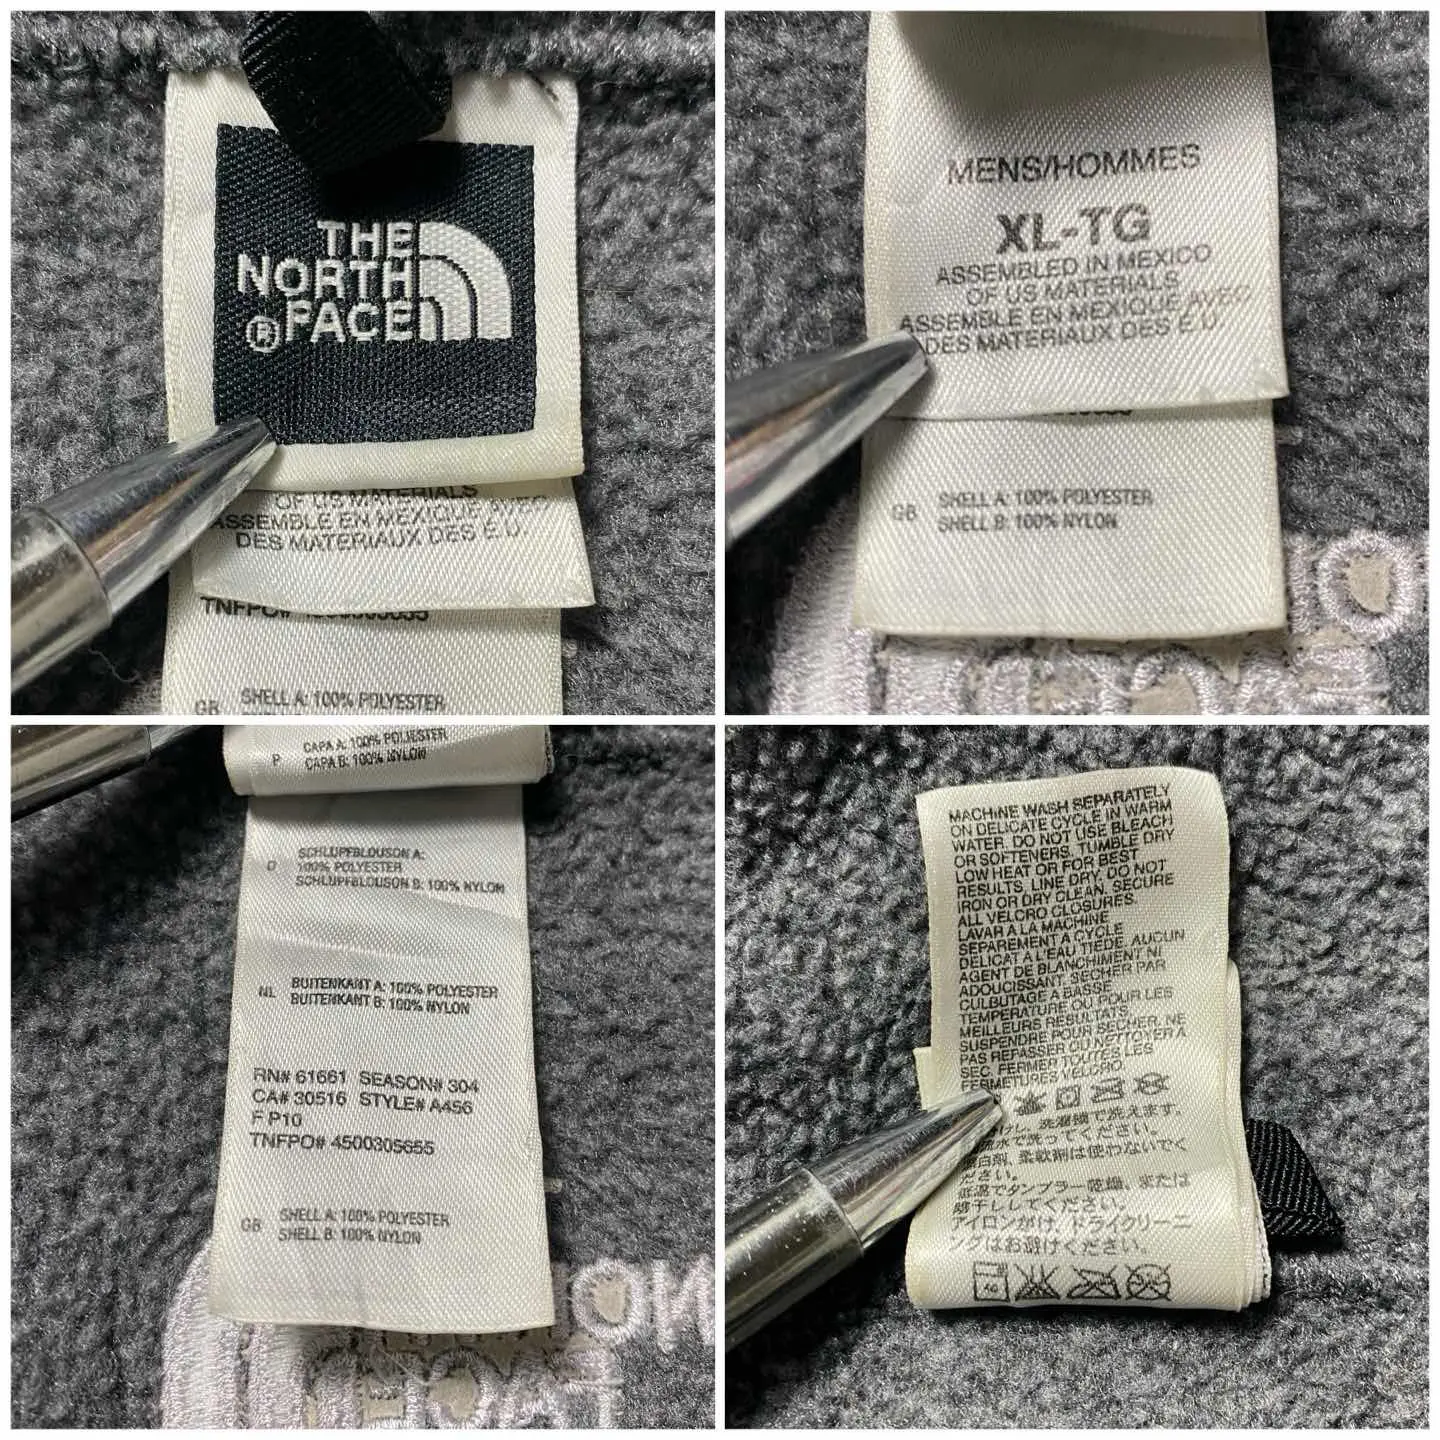 THE
NORTH
FACE
®
OF US MATERIALS
ASSEMBLE EN MEXIQUE AVEC
DES MATERIAUX DES É.U.
TNFPO# 4500305655
GB
SHELL A: 100% POLYESTER
MENS/HOMMES
XL-TG
ASSEMBLED IN MEXICO
OF US MATERIALS
ASSEMBLE EN MEXIQUE AVEC
DES MATERIAUX DES É.U.
GB
SHELL A: 100% POLYESTER
SHELL B: 100% NYLON
P
CAPA A: 100% POLIESTER
CAPA B: 100% NYLON
D
SCHLUPFBLOUSON A:
100% POLYESTER
SCHLUPFBLOUSON B: 100% NYLON
NL
BUITENKANT A: 100% POLYESTER
BUITENKANT B: 100% NYLON
RN# 61661 SEASON# 304
CA# 30516 STYLE# A456
F P10
TNFPO# 4500305655
GB
SHELL A: 100% POLYESTER
SHELL B: 100% NYLON
MACHINE WASH SEPARATELY
ON DELICATE CYCLE IN WARM
WATER. DO NOT USE BLEACH
OR SOFTENERS. TUMBLE DRY
LOW HEAT OR FOR BEST
RESULTS, LINE DRY. DO NOT
IRON OR DRY CLEAN. SECURE
ALL VELCRO CLOSURES.
LAVAR A LA MACHINE
SEPAREMENT A CYCLE
DELICAT A L'EAU TIEDE. AUCUN
AGENT DE BLANCHIMENT NI
ADOUCISSANT. SECHER PAR
CULBUTAGE A BASSE
TEMPERATURE OU POUR LES
MEILLEURS RESULTATS,
SUSPENDRE POUR SECHER. NE
PAS REPASSER OU NETTOYER A
SEC. FERMER TOUTES LES
FERMETURES VELCRO.
洗濯機で洗えます。
水で洗ってください。
白剤、柔軟剤は使わないでく
ださい。
低温でタンブラー乾燥、または
陰干ししてください。
アイロンがけ、ドライクリーニ
ングはお避けください。